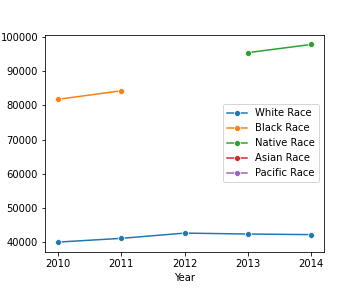 100000
90000
80000
70000
60000
50000
40000
White Race
Black Race
Native Race
Asian Race
Pacific Race
2010 2011 2012 2013 2014
Year